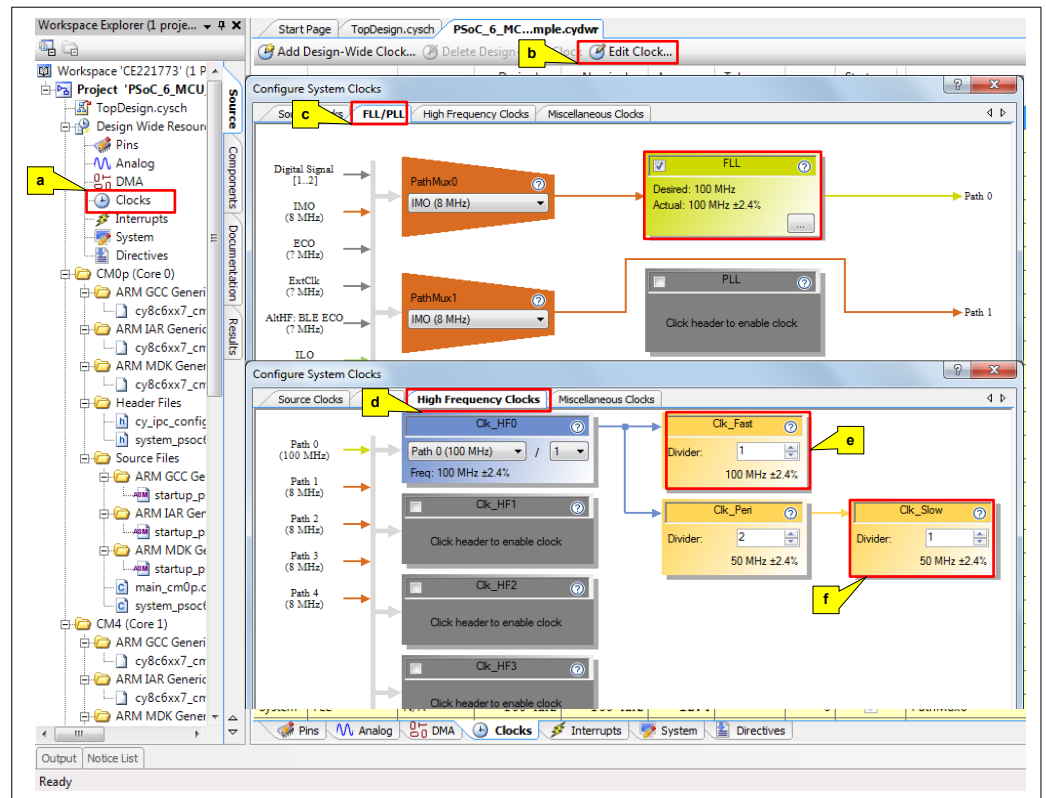 Workspace Explorer (1 proje...
Start Page
TopDesign.cysch
PSoC_6_MC...mple.cydwr
Add Design-Wide Clock...
Delete Design-
Edit Clock...
b
Workspace 'CE221773' (1 P
Project 'PSoC_6_MCU_
TopDesign.cysch
Design Wide Resour
Pins
Analog
DMA
Clocks
Interrupts
System
Directives
a
CM0p (Core 0)
ARM GCC Generi
cy8c6xx7_cm
ARM IAR Generic
cy8c6xx7_cm
ARM MDK Gener
cy8c6xx7_cm
Header Files
cy_ipc_config
system_psoc6
Source Files
ARM GCC Ge
startup_p
ARM IAR Ger
startup_p
ARM MDK Ge
startup_p
main_cm0p.c
system_psoc6
CM4 (Core 1)
ARM GCC Generi
cy8c6xx7_cm
ARM IAR Generic
cy8c6xx7_cm
ARM MDK Gener
Source
Components
Documentation
Results
Configure System Clocks
c
FLL/PLL
High Frequency Clocks
Miscellaneous Clocks
Digital Signal
[1..2]
IMO
(8 MHz)
ECO
(? MHz)
ExtClk
(? MHz)
AltHF: BLE ECO
(? MHz)
ILO
PathMux0
IMO (8 MHz)
FLL
Desired: 100 MHz
Actual: 100 MHz ±2.4%
...
Path 0
PathMux1
IMO (8 MHz)
PLL
Click header to enable clock
Path 1
Configure System Clocks
Source Clocks
d
High Frequency Clocks
Miscellaneous Clocks
Path 0
(100 MHz)
Path 1
(8 MHz)
Path 2
(8 MHz)
Path 3
(8 MHz)
Path 4
(8 MHz)
Clk_HF0
Path 0 (100 MHz) / 1
Freq: 100 MHz ±2.4%
Clk_HF1
Click header to enable clock
Clk_HF2
Click header to enable clock
Clk_HF3
Click header to enable clock
Clk_Fast
Divider: 1
100 MHz ±2.4%
e
Clk_Peri
Divider: 2
50 MHz ±2.4%
Clk_Slow
Divider: 1
50 MHz ±2.4%
f
Pins
Analog
DMA
Clocks
Interrupts
System
Directives
Output
Notice List
Ready